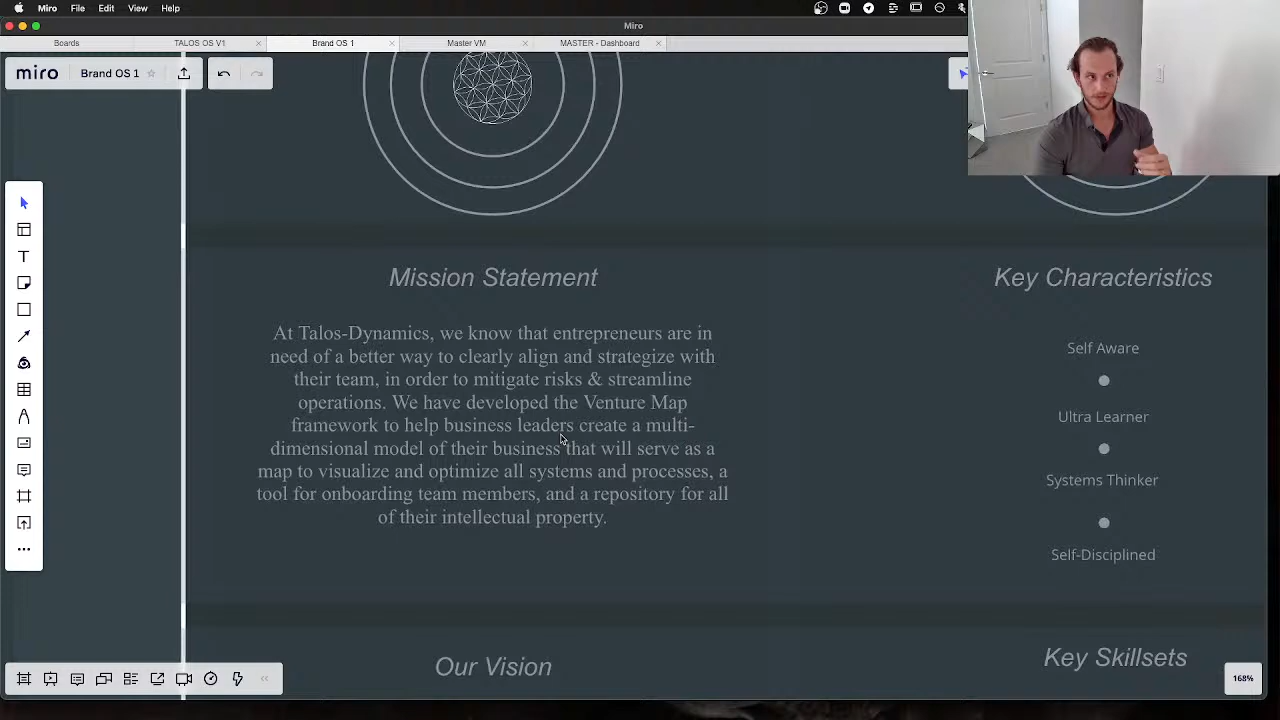 Miro File Edit View Help
Miro
Boards TALOS OS V1 Brand OS 1 Master VM MASTER - Dashboard
miro Brand OS 1
Mission Statement
At Talos-Dynamics, we know that entrepreneurs are in
need of a better way to clearly align and strategize with
their team, in order to mitigate risks & streamline
operations. We have developed the Venture Map
framework to help business leaders create a multi-
dimensional model of their business that will serve as a
map to visualize and optimize all systems and processes, a
tool for onboarding team members, and a repository for all
of their intellectual property.
Key Characteristics
Self Aware
Ultra Learner
Systems Thinker
Self-Disciplined
Our Vision
Key Skillsets
168%